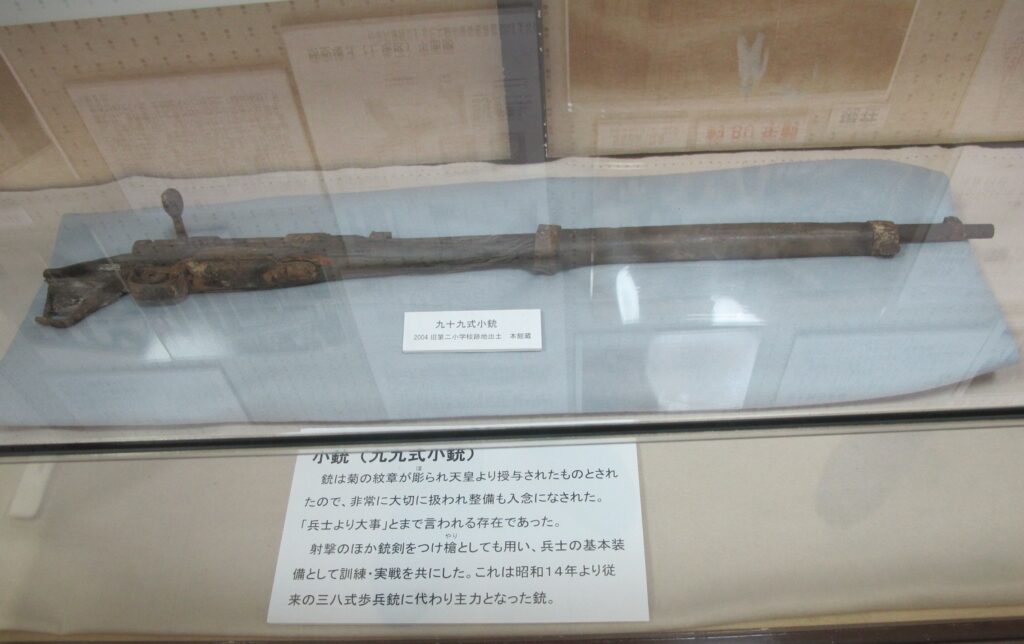 九十九式小銃
2004 旧第二小学校跡地出土 本館蔵
小銃（九九式小銃）
銃は菊の紋章が彫られ天皇より授与されたものとされ
たので、非常に大切に扱われ整備も入念になされた。
「兵士より大事」とまで言われる存在であった。
射撃のほか銃剣をつけ槍としても用い、兵士の基本装
備として訓練・実戦を共にした。これは昭和１４年より従
来の三八式歩兵銃に代わり主力となった銃。